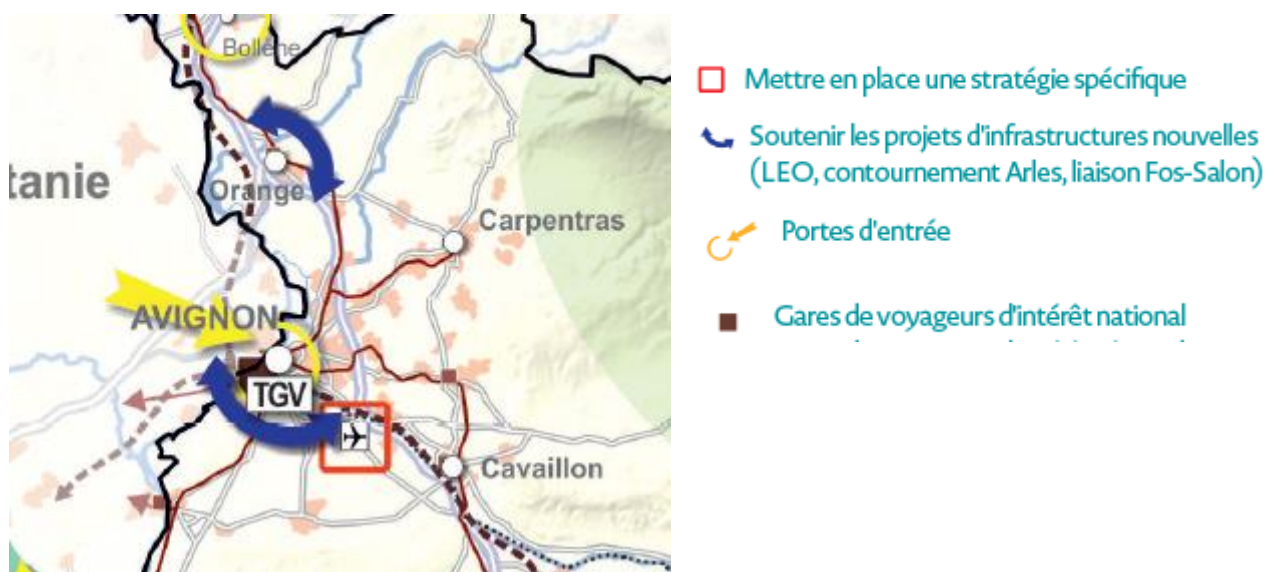 Bollène
tanie
Orange
Carpentras
AVIGNON
TGV
Cavaillon
Mettre en place une stratégie spécifique
Soutenir les projets d'infrastructures nouvelles
(LEO, contournement Arles, liaison Fos-Salon)
Portes d'entrée
Gares de voyageurs d'intérêt national